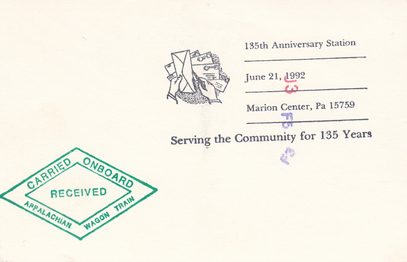 135th Anniversary Station
June 21, 1992
Marion Center, Pa 15759
Serving the Community for 135 Years
CARRIED ONBOARD
RECEIVED
APPALACHIAN WAGON TRAIN